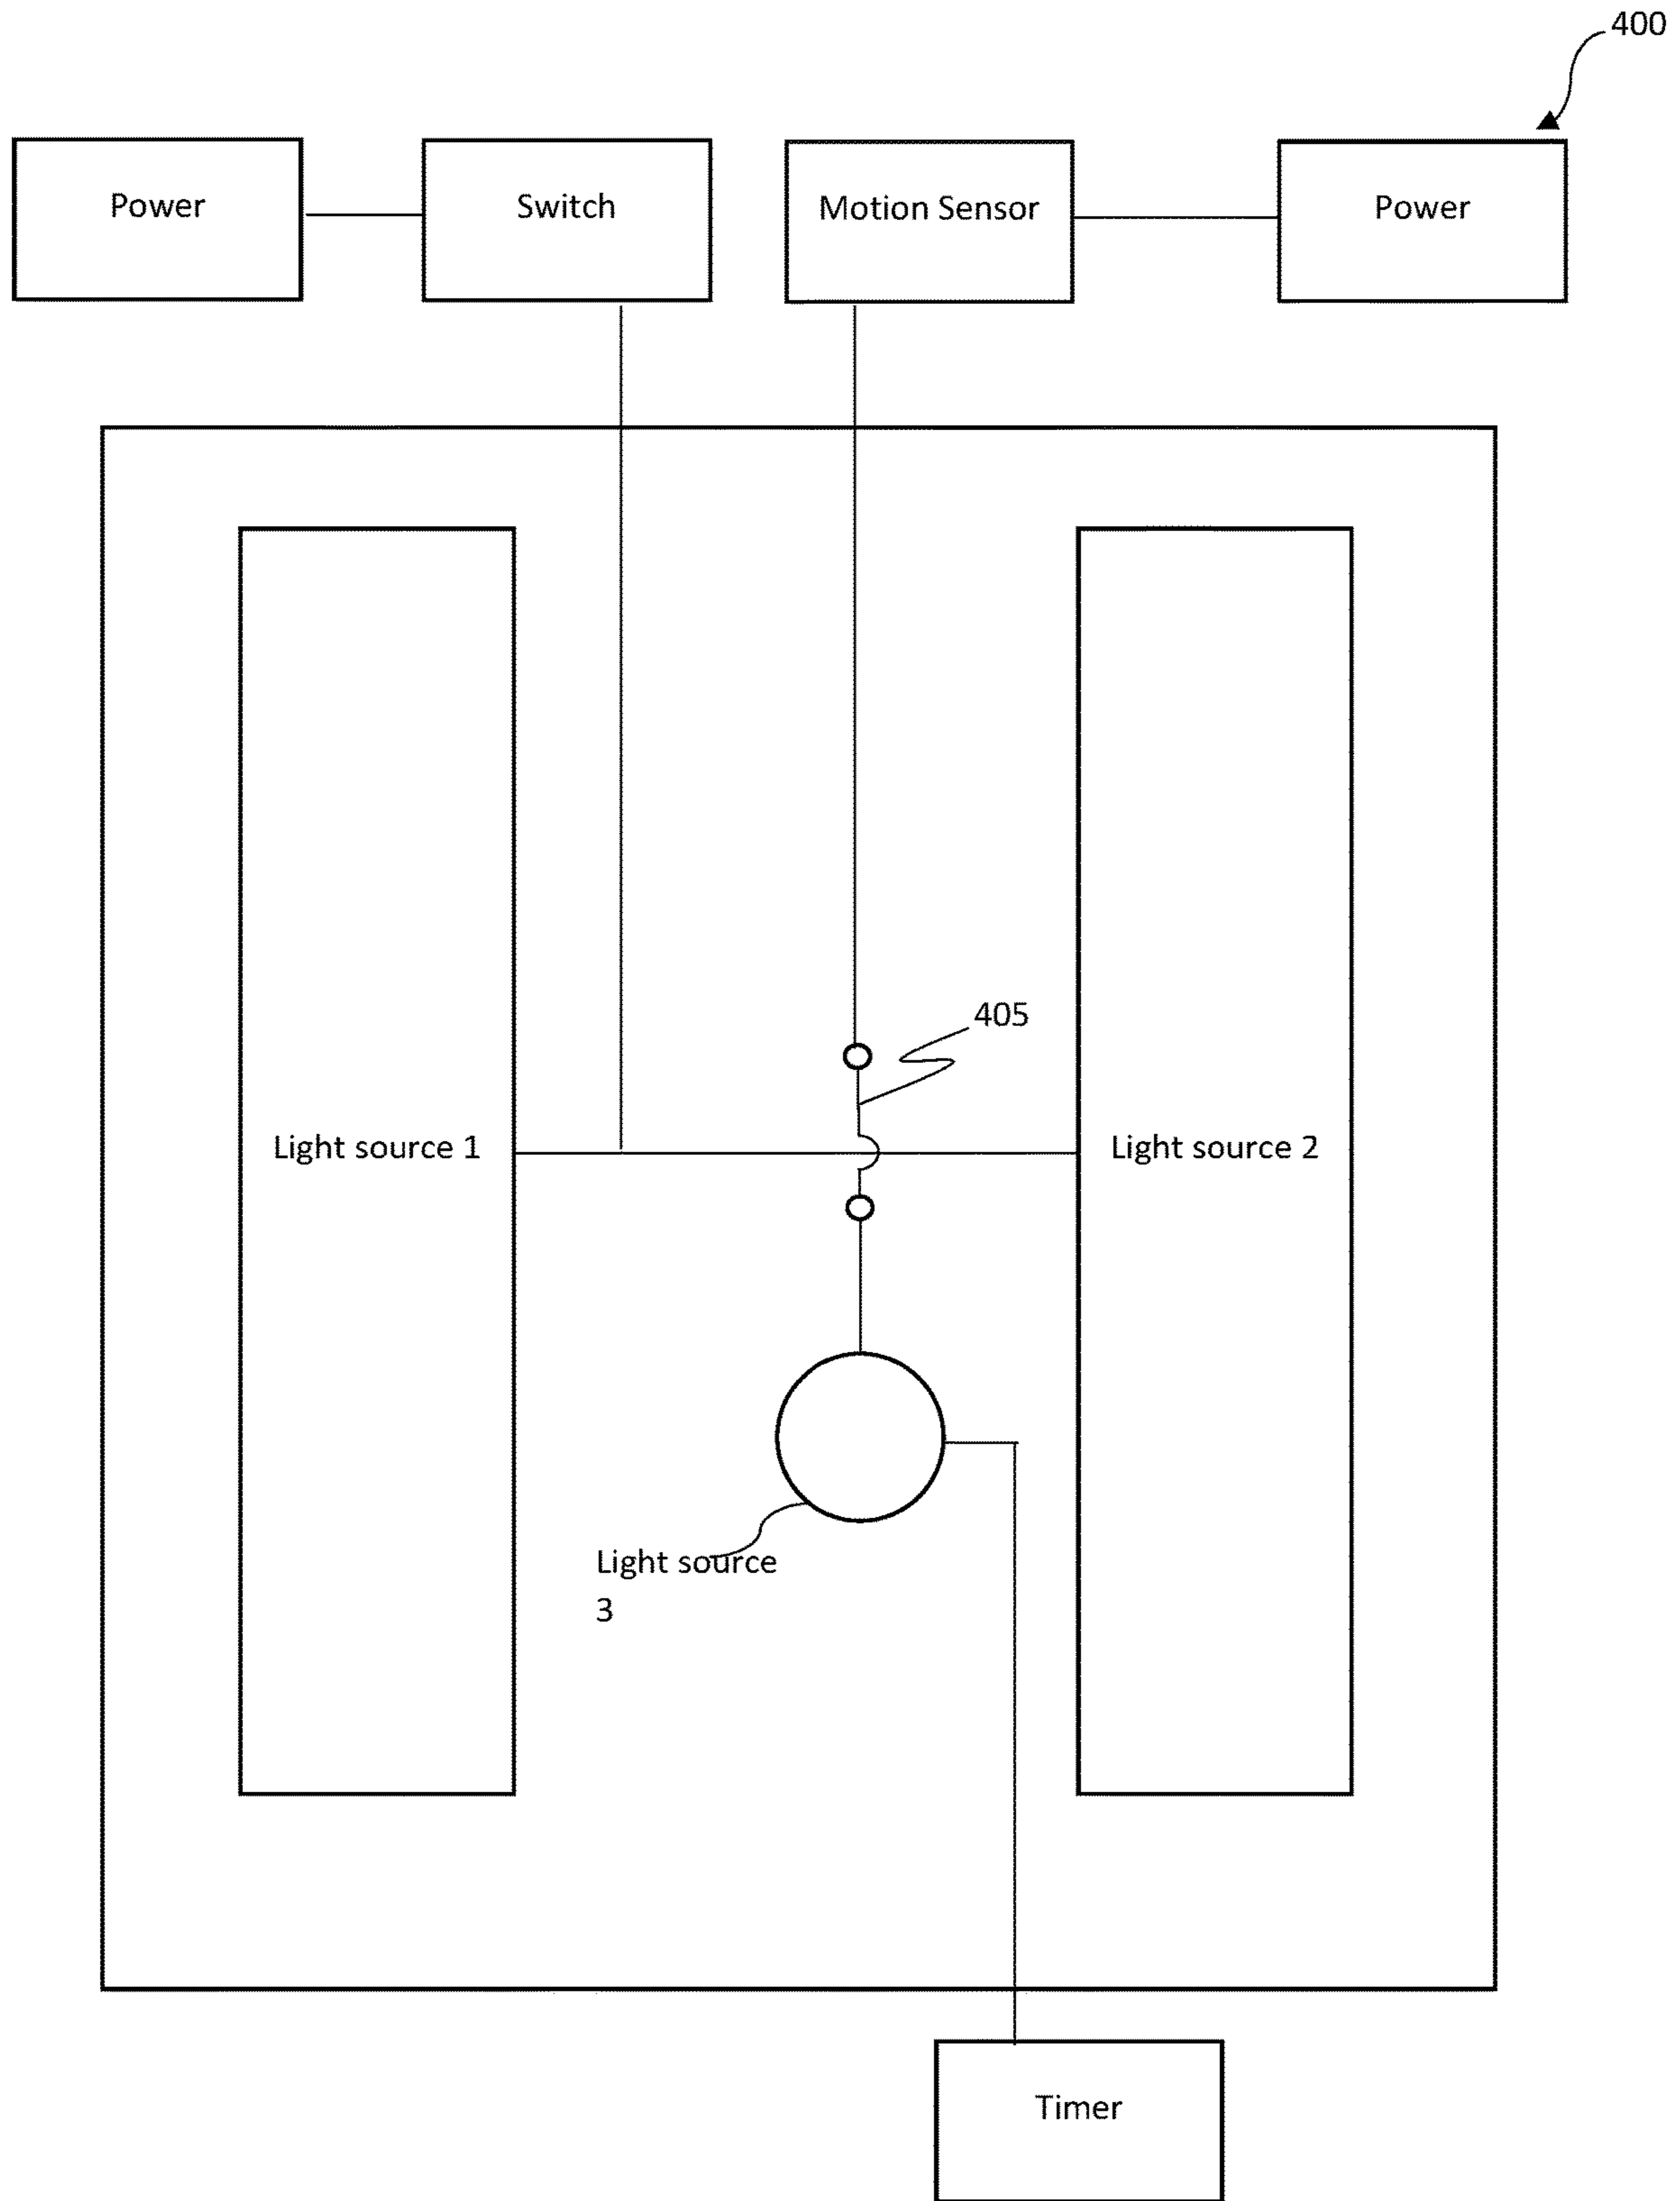 400
Power
Switch
Motion Sensor
Power
405
Light source 1
Light source 2
Light source
3
Timer